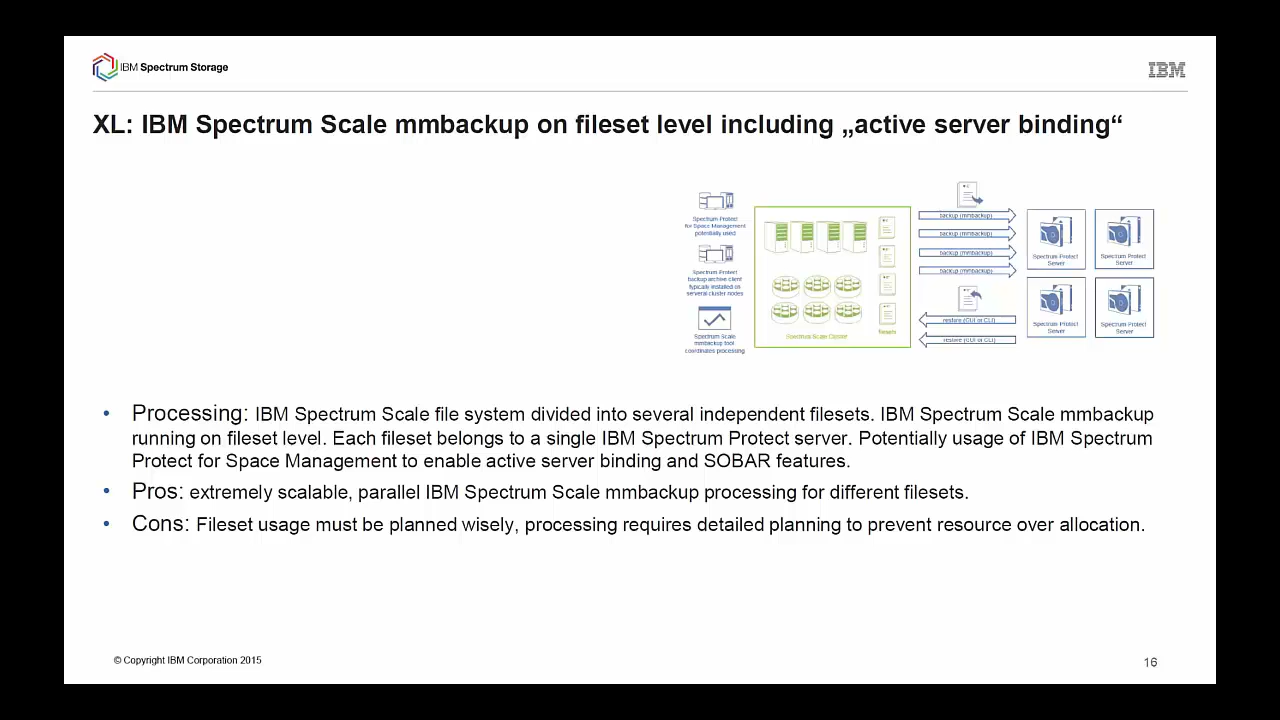 IBM Spectrum Storage
IBM
XL: IBM Spectrum Scale mmbackup on fileset level including „active server binding“
Spectrum Protect
for Space Management
potentially used
Spectrum Protect
backup archive client
typically installed on
serveral cluster nodes
Spectrum Scale
mmbackup tool
coordinates processing
Spectrum Scale Cluster
filesets
backup (mmbackup)
backup (mmbackup)
backup (mmbackup)
backup (mmbackup)
restore (GUI or CLI)
restore (GUI or CLI)
Spectrum Protect
Server
Spectrum Protect
Server
Spectrum Protect
Server
Spectrum Protect
Server
• Processing: IBM Spectrum Scale file system divided into several independent filesets. IBM Spectrum Scale mmbackup
running on fileset level. Each fileset belongs to a single IBM Spectrum Protect server. Potentially usage of IBM Spectrum
Protect for Space Management to enable active server binding and SOBAR features.
• Pros: extremely scalable, parallel IBM Spectrum Scale mmbackup processing for different filesets.
• Cons: Fileset usage must be planned wisely, processing requires detailed planning to prevent resource over allocation.
© Copyright IBM Corporation 2015
16